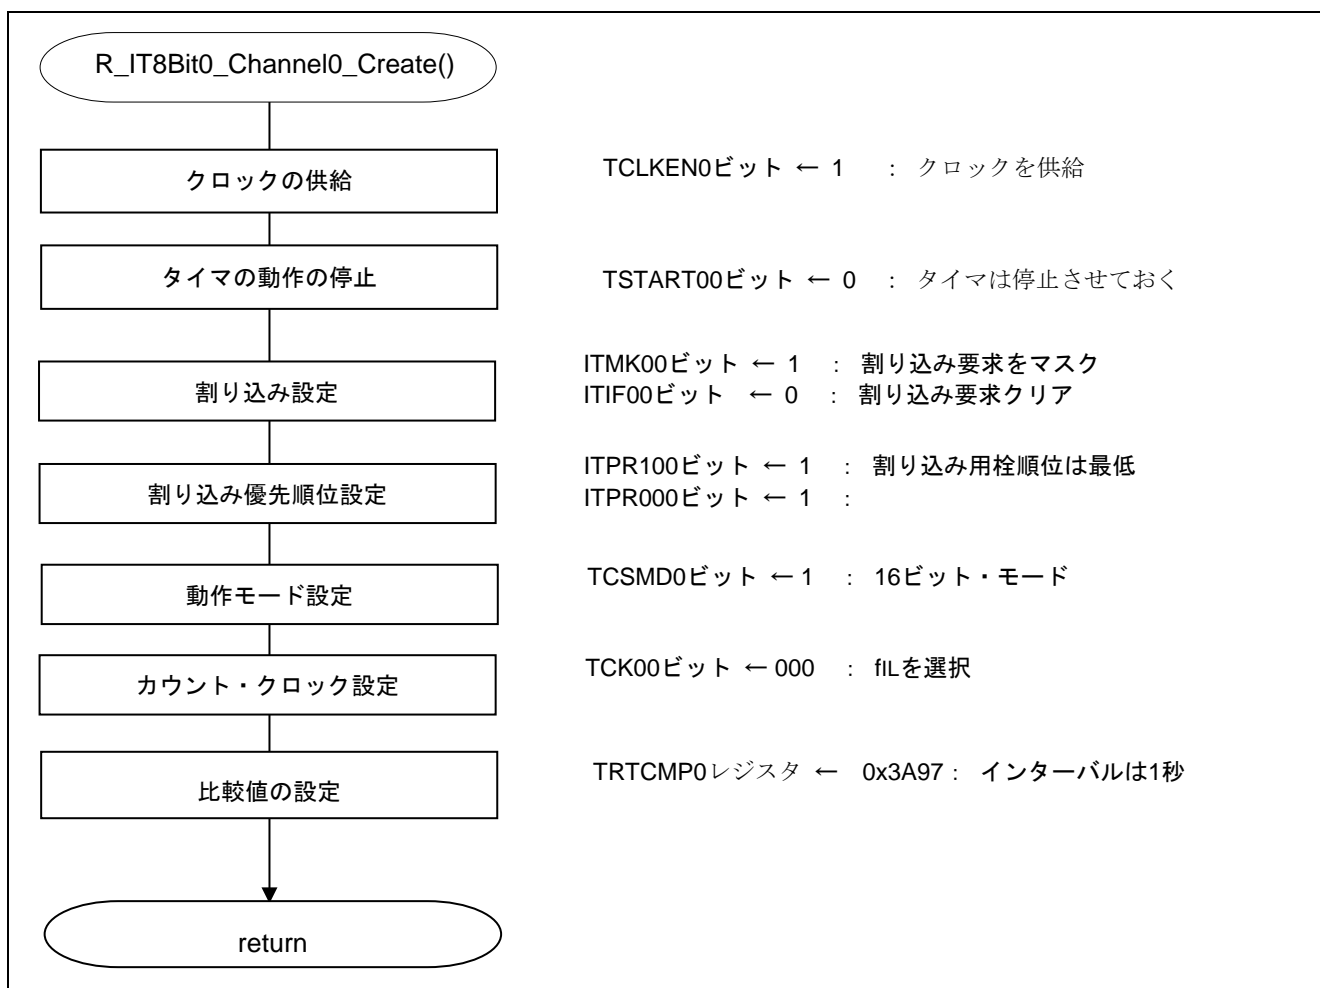 R_IT8Bit0_Channel0_Create()
クロックの供給
TCLKEN0ビット ← 1 : クロックを供給
タイマの動作の停止
TSTART00ビット ← 0 : タイマは停止させておく
割り込み設定
ITMK00ビット ← 1 : 割り込み要求をマスク
ITIF00ビット ← 0 : 割り込み要求クリア
割り込み優先順位設定
ITPR100ビット ← 1 : 割り込み用栓順位は最低
ITPR000ビット ← 1 :
動作モード設定
TCSMD0ビット ← 1 : 16ビット・モード
カウント・クロック設定
TCK00ビット ← 000 : fILを選択
比較値の設定
TRTCMP0レジスタ ← 0x3A97 : インターバルは1秒
return